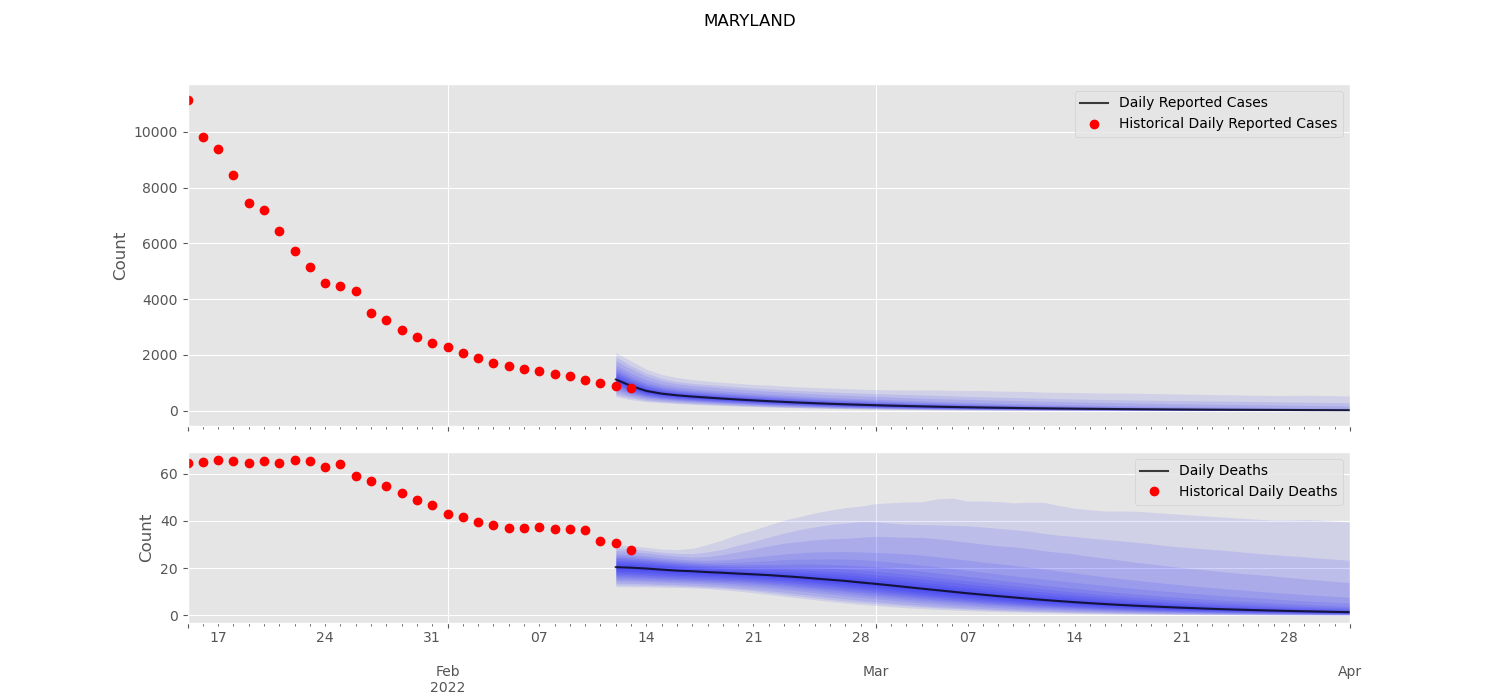 MARYLAND
Daily Reported Cases
Historical Daily Reported Cases
10000
8000
6000
4000
2000
0
Count
Daily Deaths
Historical Daily Deaths
60
40
20
0
Count
17 24 31 07 14 21 28 07 14 21 28
Feb Mar Apr
2022